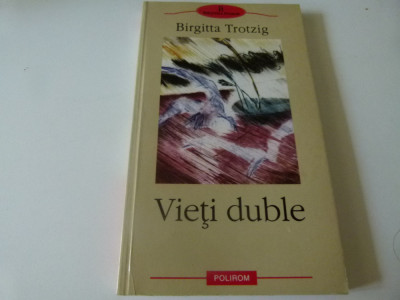 Birgitta Trotzig
Vieţi duble
POLIROM